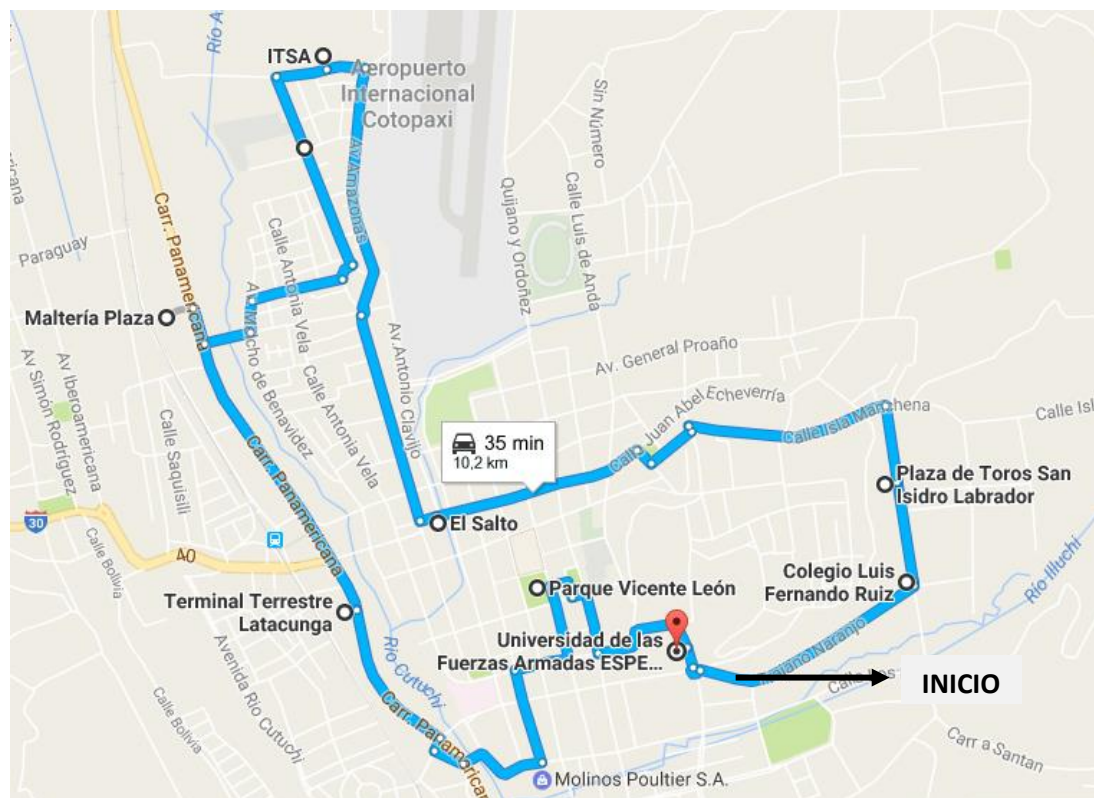 Río A
ITSA
Aeropuerto
Internacional
Cotopaxi
ericana
Carr. Panamericana
Av. Amazonas
Sin Número
Quijano y Ordoñez
Calle Luis de Anda
Paraguay
Calle Antonia Vela
Maltería Plaza
Av Simón Rodríguez
Av Iberoamericana
Calle Antonia Vela
Av. Antonio Clavijo
Av. General Proaño
Calle Juan Abel Echeverría
Calle Isla Marchena
Calle Isl
35 min
10,2 km
Calle Saquisilí
Carr. Panamericana
Plaza de Toros San
Isidro Labrador
El Salto
30
40
Calle Bolivia
Colegio Luis
Fernando Ruiz
Río Illuchi
Parque Vicente León
Terminal Terrestre
Latacunga
Universidad de las
Fuerzas Armadas ESPE...
Avenida Río Cutuchi
Río Cutuchi
Trajano Naranjo
INICIO
Calle Bolivia
Carr. Panamericana
Carr a Santan
Molinos Poultier S.A.